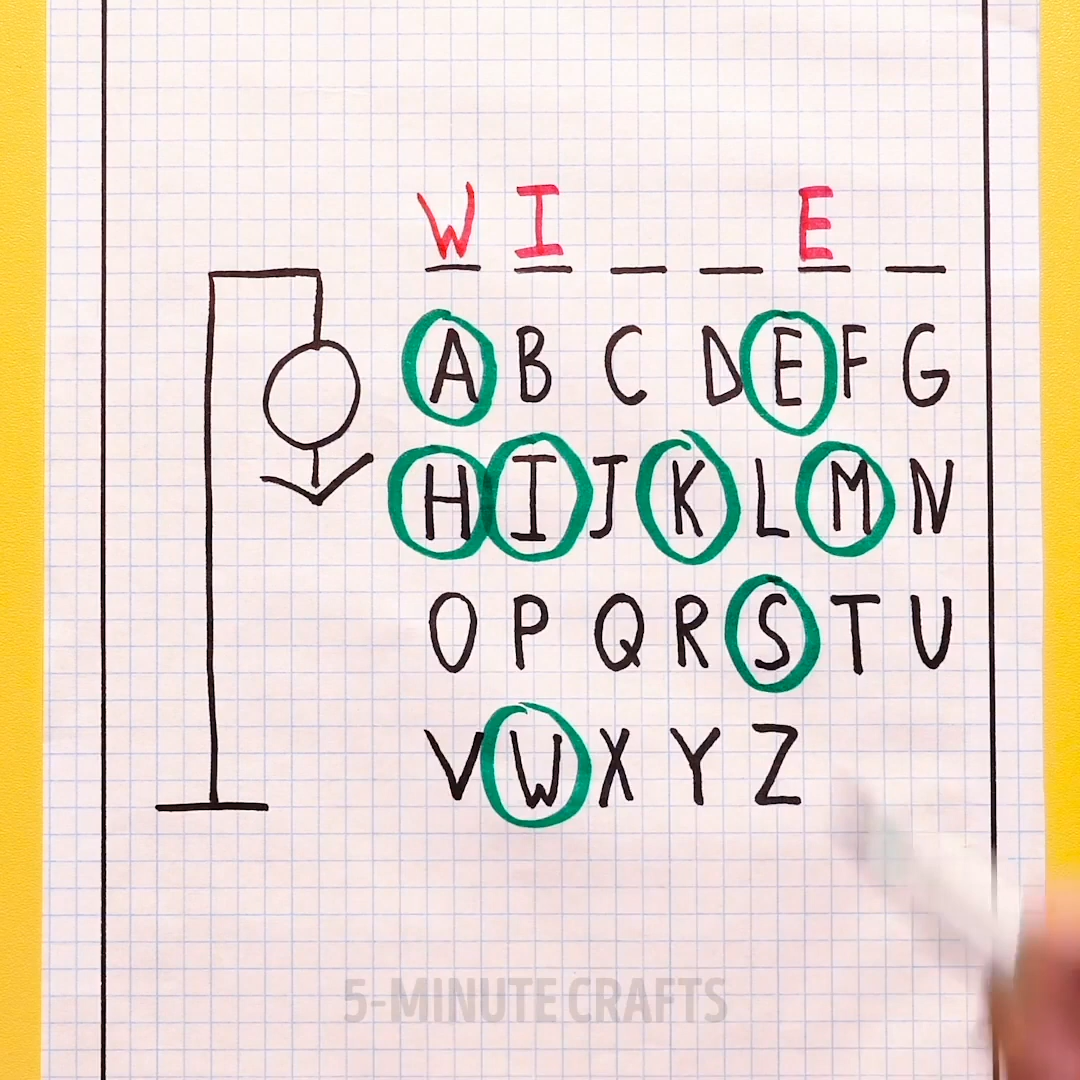 W I _ _ E _
A B C D E F G
H I J K L M N
O P Q R S T U
V W X Y Z
5-MINUTE CRAFTS